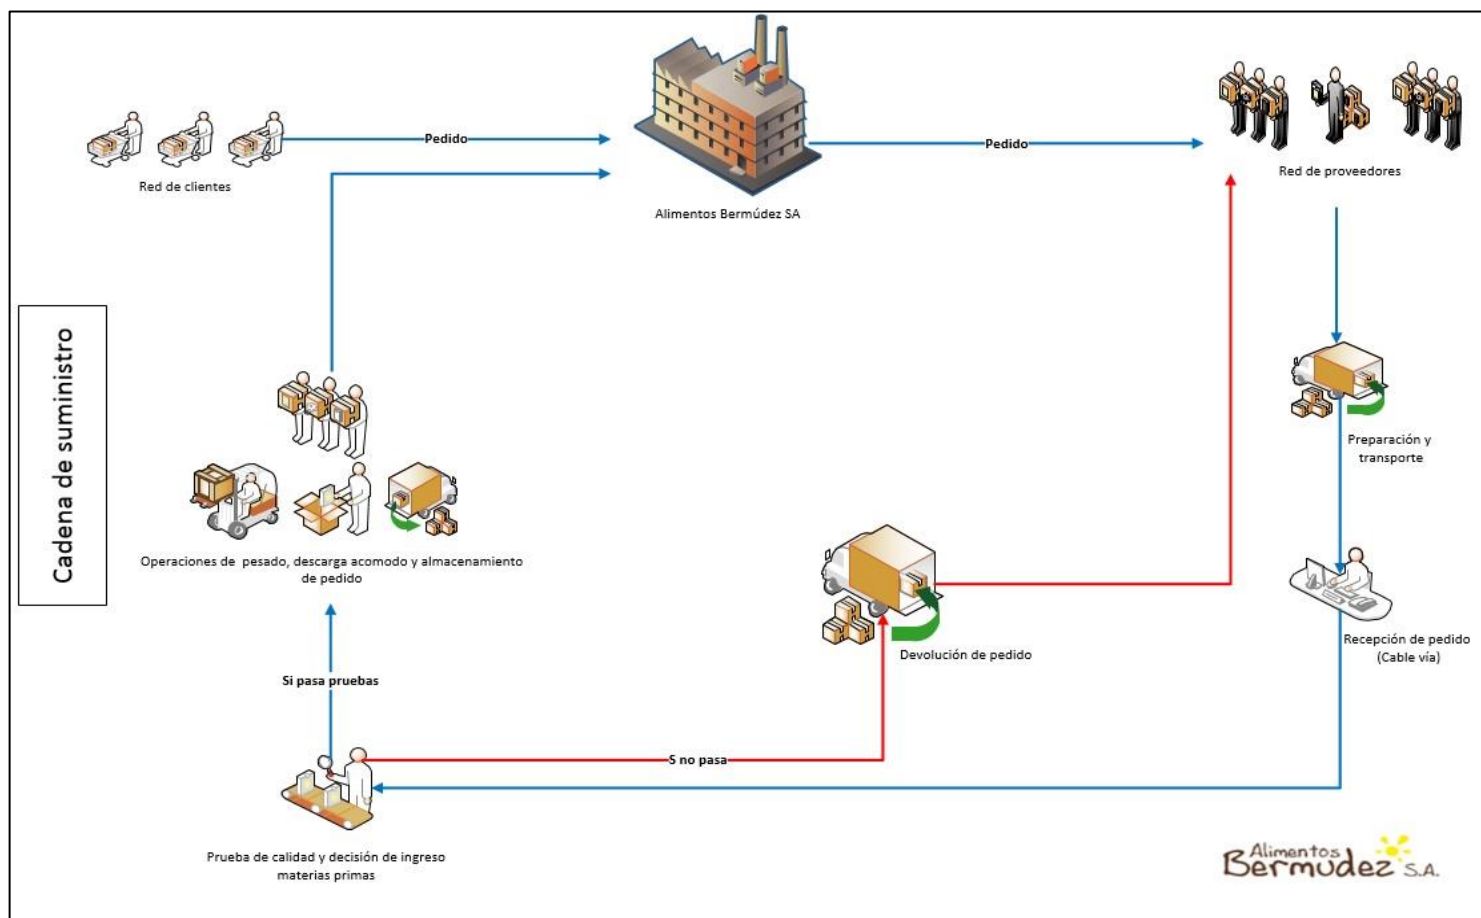 Pedido
Pedido
Red de clientes
Red de proveedores
Alimentos Bermúdez SA
Cadena de suministro
Preparación y
transporte
Operaciones de pesado, descarga acomodo y almacenamiento
de pedido
Recepción de pedido
(Cable vía)
Devolución de pedido
Si pasa pruebas
S no pasa
Prueba de calidad y decisión de ingreso
materias primas
Alimentos
Bermudez S.A.